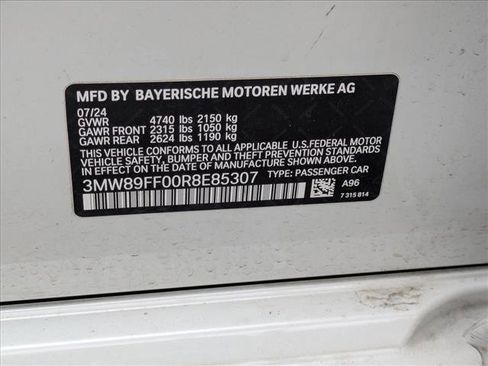 MFD BY BAYERISCHE MOTOREN WERKE AG
07/24
GVWR 4740 lbs 2150 kg
GAWR FRONT 2315 lbs 1050 kg
GAWR REAR 2624 lbs 1190 kg
THIS VEHICLE CONFORMS TO ALL APPLICABLE U.S. FEDERAL MOTOR
VEHICLE SAFETY, BUMPER, AND THEFT PREVENTION STANDARDS
IN EFFECT ON THE DATE OF MANUFACTURE SHOWN ABOVE.
3MW89FF00R8E85307 TYPE: PASSENGER CAR
A96
7 315 814